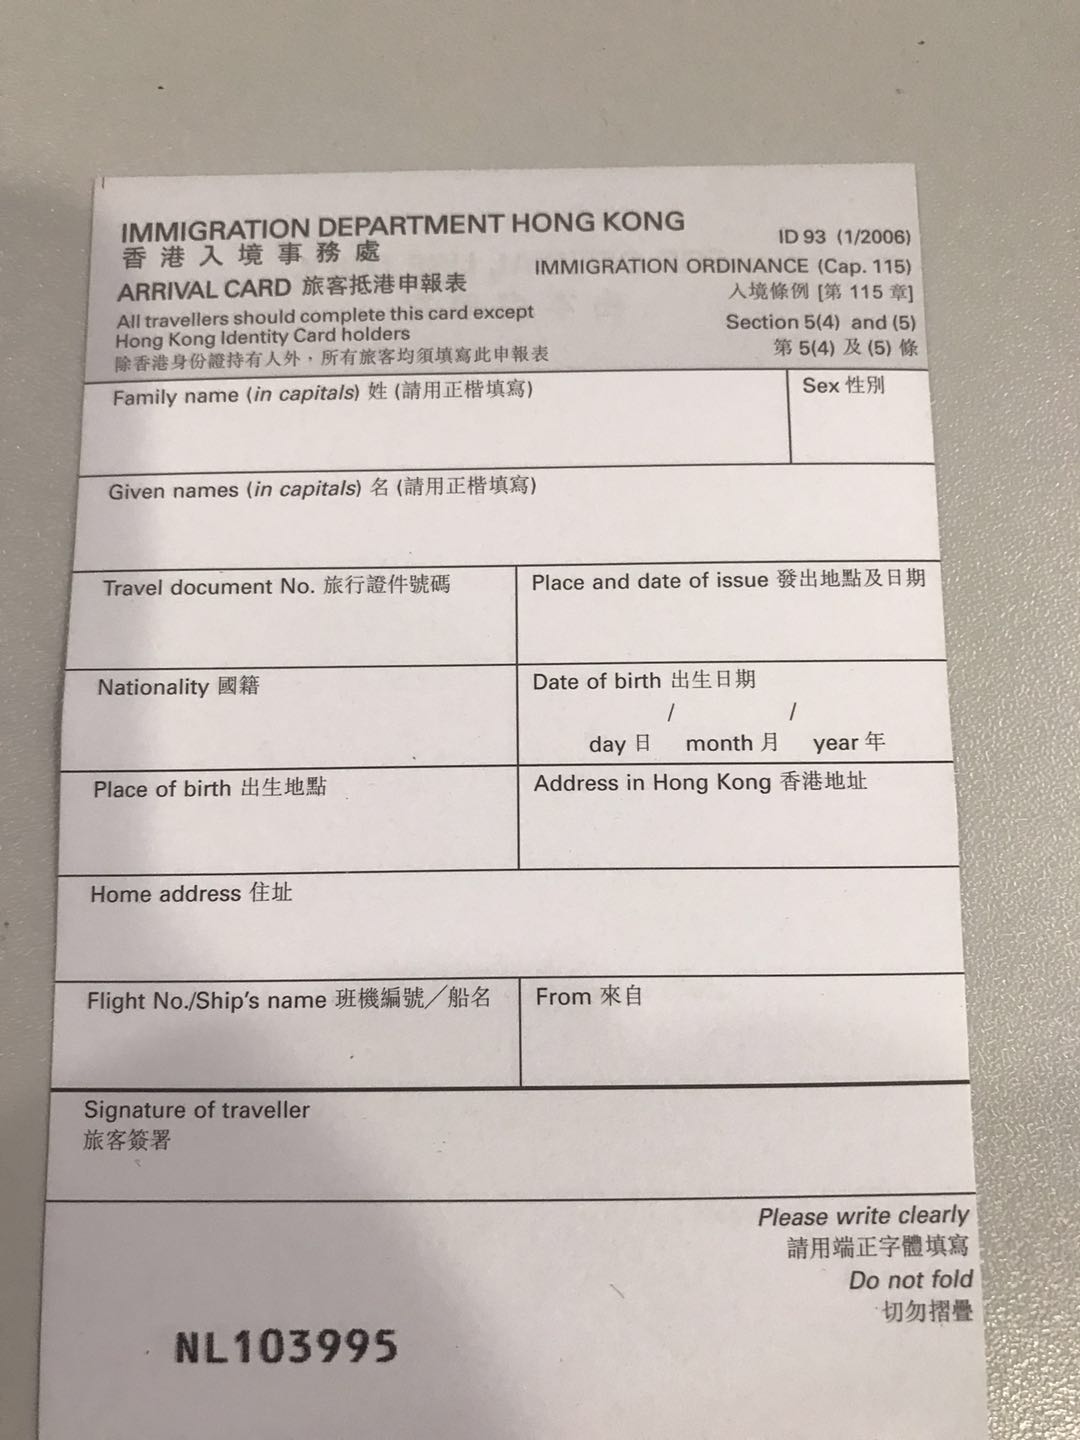 IMMIGRATION DEPARTMENT HONG KONG
香港入境事務處
ID 93 (1/2006)
ARRIVAL CARD 旅客抵港申報表
IMMIGRATION ORDINANCE (Cap. 115)
入境條例 [第 115 章]
All travellers should complete this card except
Hong Kong Identity Card holders
Section 5(4) and (5)
除香港身份證持有人外，所有旅客均須填寫此申報表
第 5(4) 及 (5) 條
Family name (in capitals) 姓 (請用正楷填寫)
Sex 性別
Given names (in capitals) 名 (請用正楷填寫)
Travel document No. 旅行證件號碼
Place and date of issue 發出地點及日期
Nationality 國籍
Date of birth 出生日期
/ /
day 日 month 月 year 年
Place of birth 出生地點
Address in Hong Kong 香港地址
Home address 住址
Flight No./Ship's name 班機編號／船名
From 來自
Signature of traveller
旅客簽署
Please write clearly
請用端正字體填寫
Do not fold
切勿摺疊
NL103995